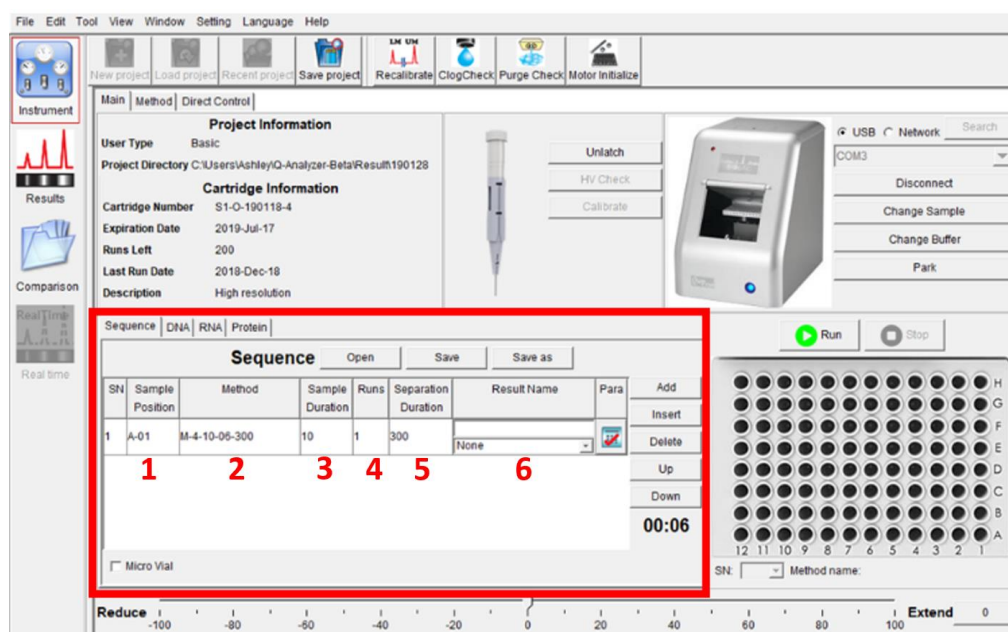 File Edit Tool View Window Setting Language Help
New project Load project Recent project Save project LM UM Recalibrate ClogCheck Purge Check Motor Initialize
Instrument
Results
Comparison
Real Time
Real time
Main Method Direct Control
Project Information
User Type Basic
Project Directory C:\Users\Ashley\Q-Analyzer-Beta\Result\190128
Cartridge Information
Cartridge Number S1-O-190118-4
Expiration Date 2019-Jul-17
Runs Left 200
Last Run Date 2018-Dec-18
Description High resolution
Unlatch
HV Check
Calibrate
USB Network Search
COM3
Disconnect
Change Sample
Change Buffer
Park
Sequence DNA RNA Protein
Sequence Open Save Save as
SN Sample Position Method Sample Duration Runs Separation Duration Result Name Para
1 A-01 M-4-10-06-300 10 1 300 None
1 2 3 4 5 6
Add
Insert
Delete
Up
Down
00:06
Micro Vial
Run Stop
H
G
F
E
D
C
B
A
12 11 10 9 8 7 6 5 4 3 2 1
SN: Method name:
Reduce -100 -80 -60 -40 -20 0 20 40 60 80 100 Extend 0